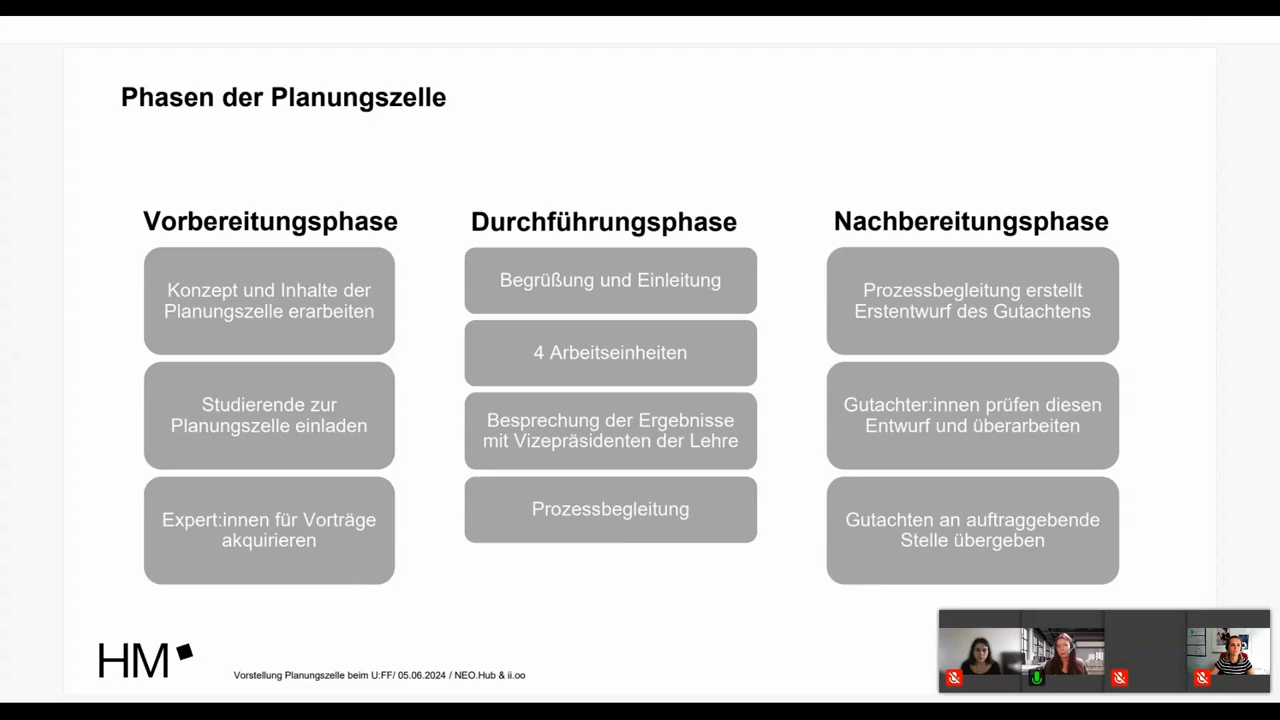 Phasen der Planungszelle
Vorbereitungsphase
Konzept und Inhalte der
Planungszelle erarbeiten
Studierende zur
Planungszelle einladen
Expert:innen für Vorträge
akquirieren
Durchführungsphase
Begrüßung und Einleitung
4 Arbeitseinheiten
Besprechung der Ergebnisse
mit Vizepräsidenten der Lehre
Prozessbegleitung
Nachbereitungsphase
Prozessbegleitung erstellt
Erstentwurf des Gutachtens
Gutachter:innen prüfen diesen
Entwurf und überarbeiten
Gutachten an auftraggebende
Stelle übergeben
HM
Vorstellung Planungszelle beim U:FF/ 05.06.2024 / NEO.Hub & ii.oo